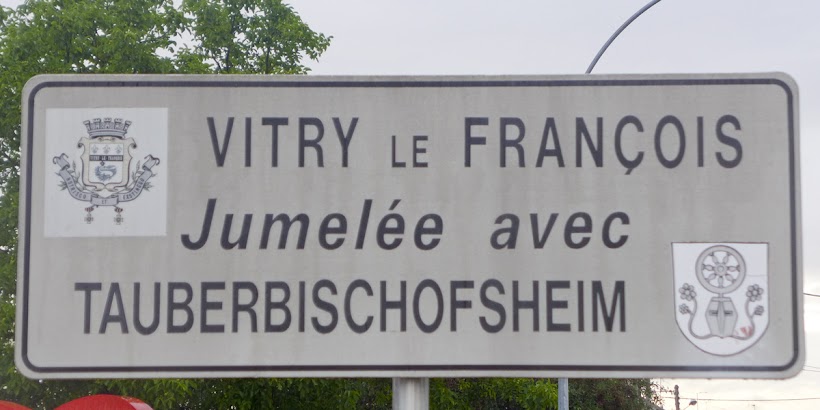 VITRY LE FRANÇOIS
Jumelée avec
TAUBERBISCHOFSHEIM